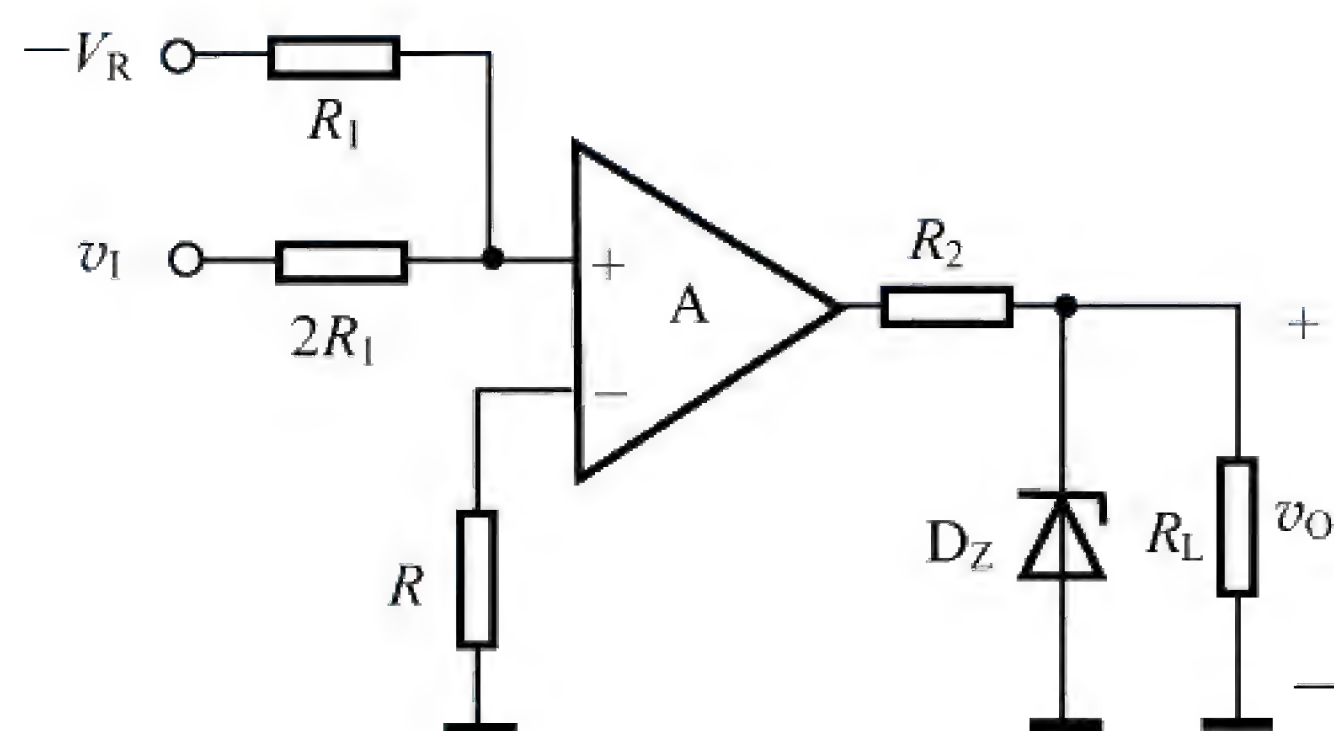 —V_R
R_1
v_I
2R_1
+
A
−
R_2
+
R
D_Z
R_L
v_O
—